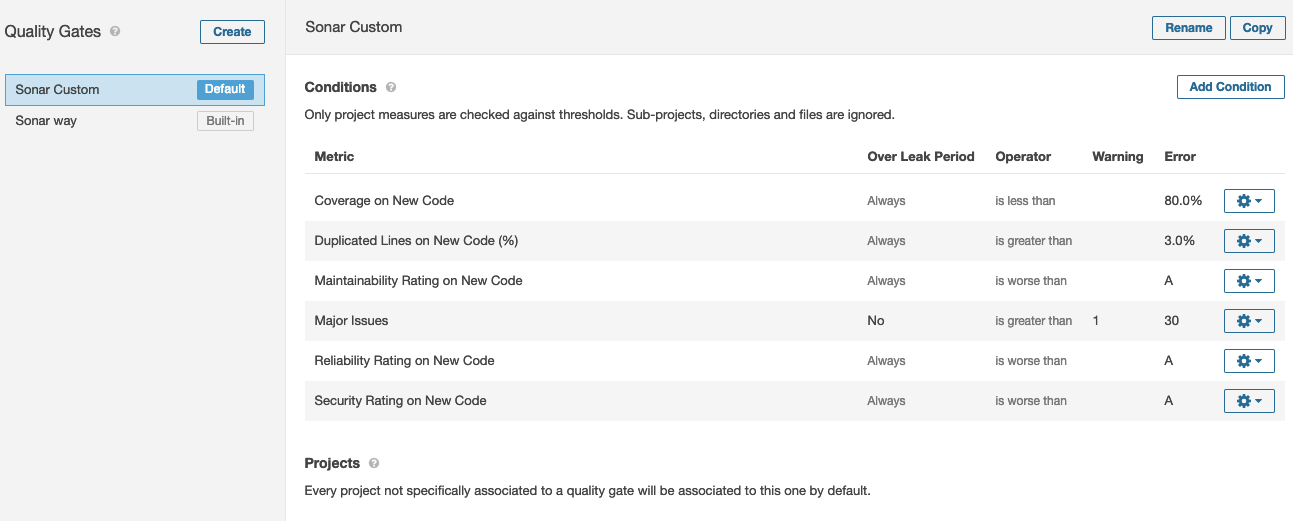 Quality Gates ?
Create
Sonar Custom Default
Sonar way Built-in
Sonar Custom
Rename
Copy
Conditions ?
Add Condition
Only project measures are checked against thresholds. Sub-projects, directories and files are ignored.
Metric Over Leak Period Operator Warning Error
Coverage on New Code Always is less than 80.0%
Duplicated Lines on New Code (%) Always is greater than 3.0%
Maintainability Rating on New Code Always is worse than A
Major Issues No is greater than 1 30
Reliability Rating on New Code Always is worse than A
Security Rating on New Code Always is worse than A
Projects ?
Every project not specifically associated to a quality gate will be associated to this one by default.